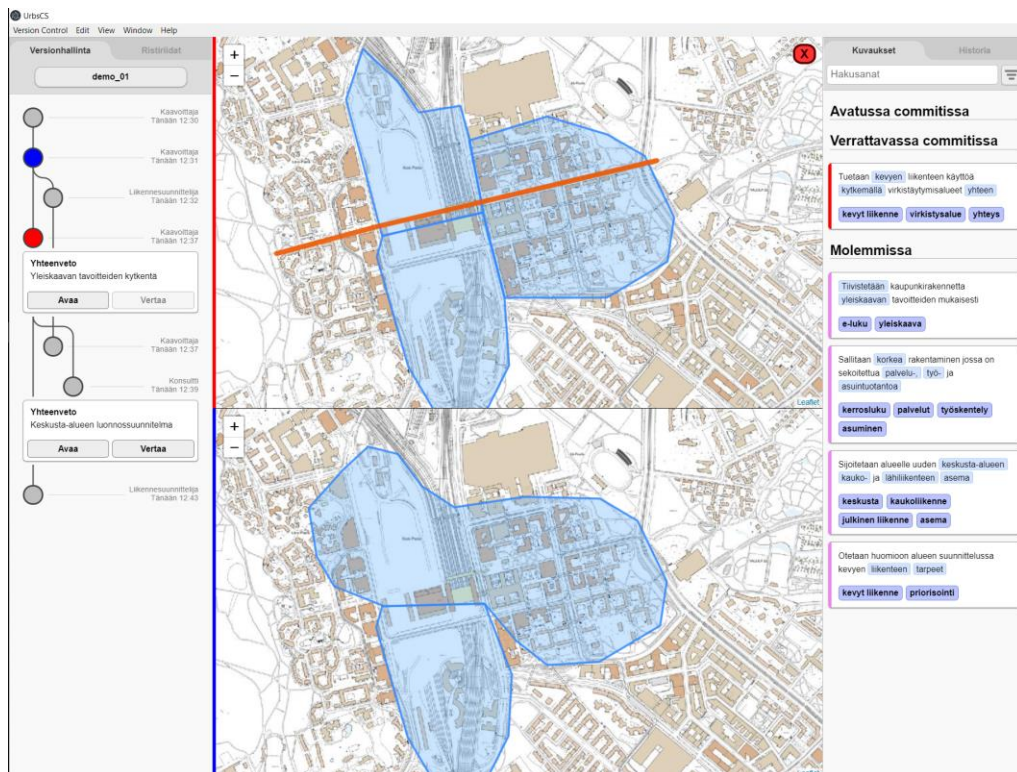 UrbsCS
Version Control Edit View Window Help
Versionhallinta
Ristiriidat
demo_01
Kaavoittaja
Tänään 12:30
Kaavoittaja
Tänään 12:31
Liikennesuunnittelija
Tänään 12:32
Kaavoittaja
Tänään 12:37
Yhteenveto
Yleiskaavan tavoitteiden kytkentä
Avaa
Vertaa
Kaavoittaja
Tänään 12:37
Konsultti
Tänään 12:39
Yhteenveto
Keskusta-alueen luonnossuunnitelma
Avaa
Vertaa
Liikennesuunnittelija
Tänään 12:43
+
−
X
Leaflet
+
−
Kuvaukset
Historia
Hakusanat
Avatussa commitissa
Verrattavassa commitissa
Tuetaan kevyen liikenteen käyttöä
kytkemällä virkistäytymisalueet yhteen
kevyt liikenne virkistysalue yhteys
Molemmissa
Tiivistetään kaupunkirakennetta
yleiskaavan tavoitteiden mukaisesti
e-luku yleiskaava
Sallitaan korkea rakentaminen jossa on
sekoitettua palvelu-, työ- ja
asuintuotantoa
kerrosluku palvelut työskentely
asuminen
Sijoitetaan alueelle uuden keskusta-alueen
kauko- ja lähiliikenteen asema
keskusta kaukoliikenne
julkinen liikenne asema
Otetaan huomioon alueen suunnittelussa
kevyen liikenteen tarpeet
kevyt liikenne priorisointi